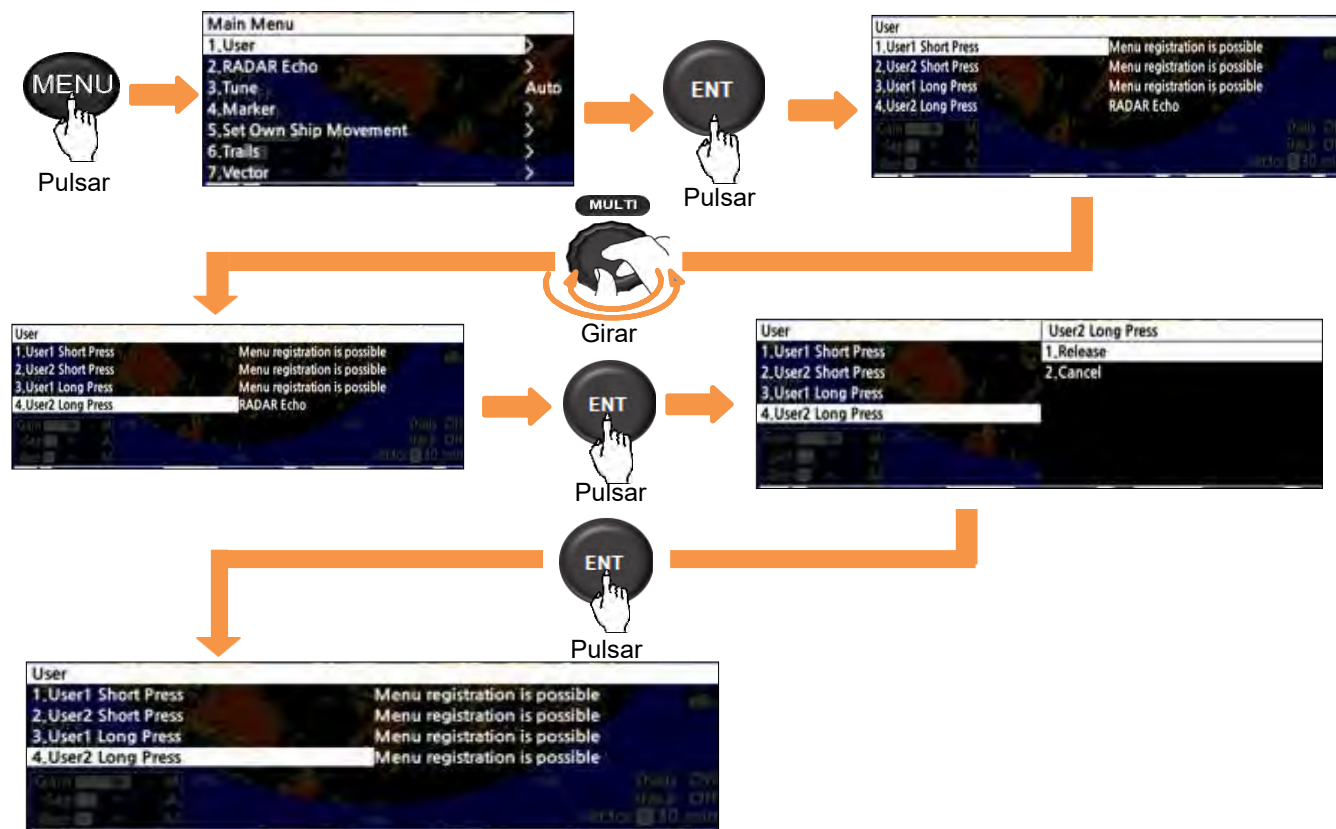 MENU
Pulsar
Main Menu
1.User >
2.RADAR Echo >
3.Tune Auto
4.Marker >
5.Set Own Ship Movement >
6.Trails >
7.Vector >
ENT
Pulsar
User
1.User1 Short Press Menu registration is possible
2.User2 Short Press Menu registration is possible
3.User1 Long Press Menu registration is possible
4.User2 Long Press RADAR Echo
MULTI
Girar
User
1.User1 Short Press Menu registration is possible
2.User2 Short Press Menu registration is possible
3.User1 Long Press Menu registration is possible
4.User2 Long Press RADAR Echo
ENT
Pulsar
User User2 Long Press
1.User1 Short Press 1.Release
2.User2 Short Press 2.Cancel
3.User1 Long Press
4.User2 Long Press
ENT
Pulsar
User
1.User1 Short Press Menu registration is possible
2.User2 Short Press Menu registration is possible
3.User1 Long Press Menu registration is possible
4.User2 Long Press Menu registration is possible